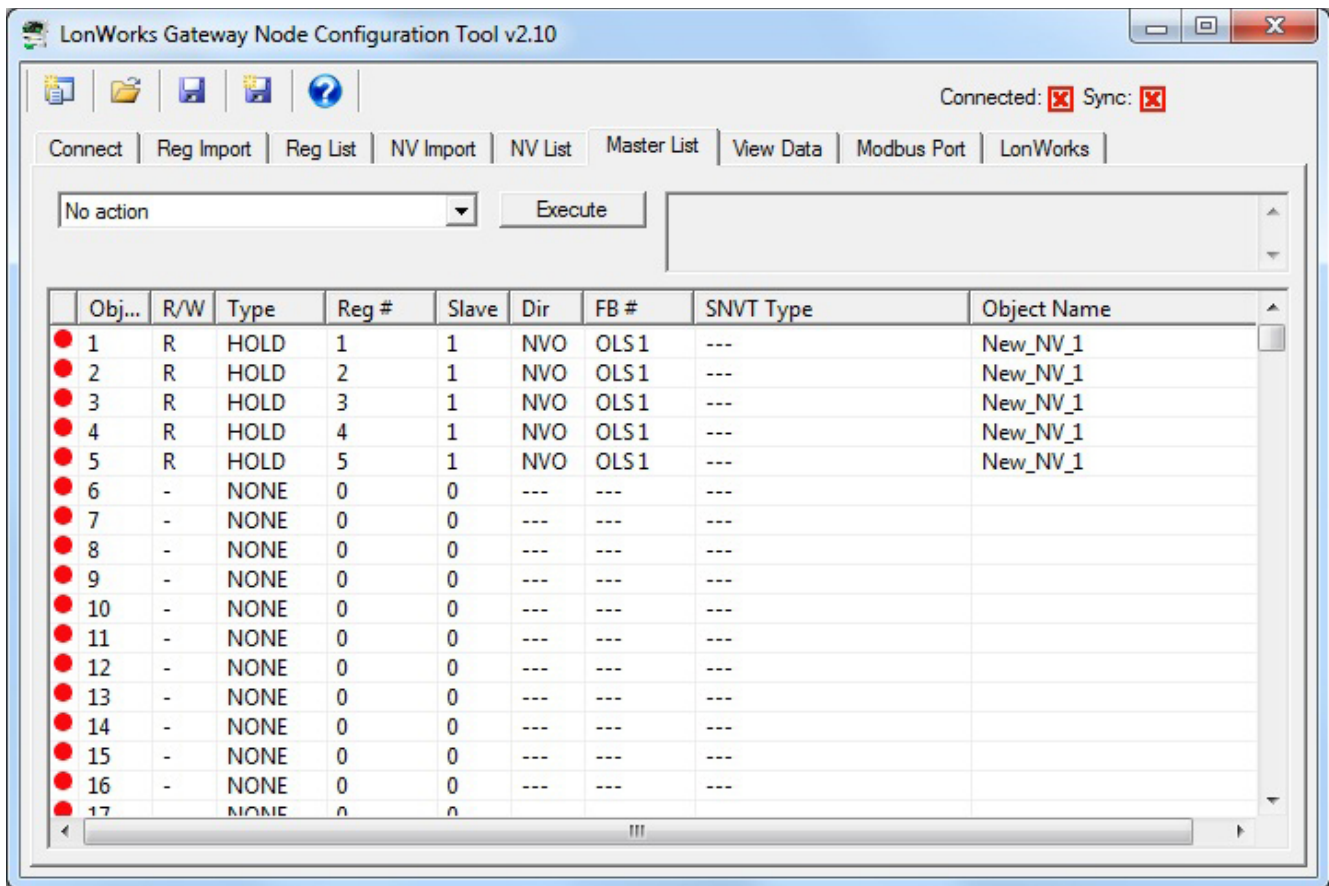 LonWorks Gateway Node Configuration Tool v2.10
Connected: Sync:
Connect Reg Import Reg List NV Import NV List Master List View Data Modbus Port LonWorks
No action Execute
Obj... R/W Type Reg # Slave Dir FB # SNVT Type Object Name
1 R HOLD 1 1 NVO OLS1 --- New_NV_1
2 R HOLD 2 1 NVO OLS1 --- New_NV_1
3 R HOLD 3 1 NVO OLS1 --- New_NV_1
4 R HOLD 4 1 NVO OLS1 --- New_NV_1
5 R HOLD 5 1 NVO OLS1 --- New_NV_1
6 - NONE 0 0 --- --- ---
7 - NONE 0 0 --- --- ---
8 - NONE 0 0 --- --- ---
9 - NONE 0 0 --- --- ---
10 - NONE 0 0 --- --- ---
11 - NONE 0 0 --- --- ---
12 - NONE 0 0 --- --- ---
13 - NONE 0 0 --- --- ---
14 - NONE 0 0 --- --- ---
15 - NONE 0 0 --- --- ---
16 - NONE 0 0 --- --- ---
17 NONE 0 0